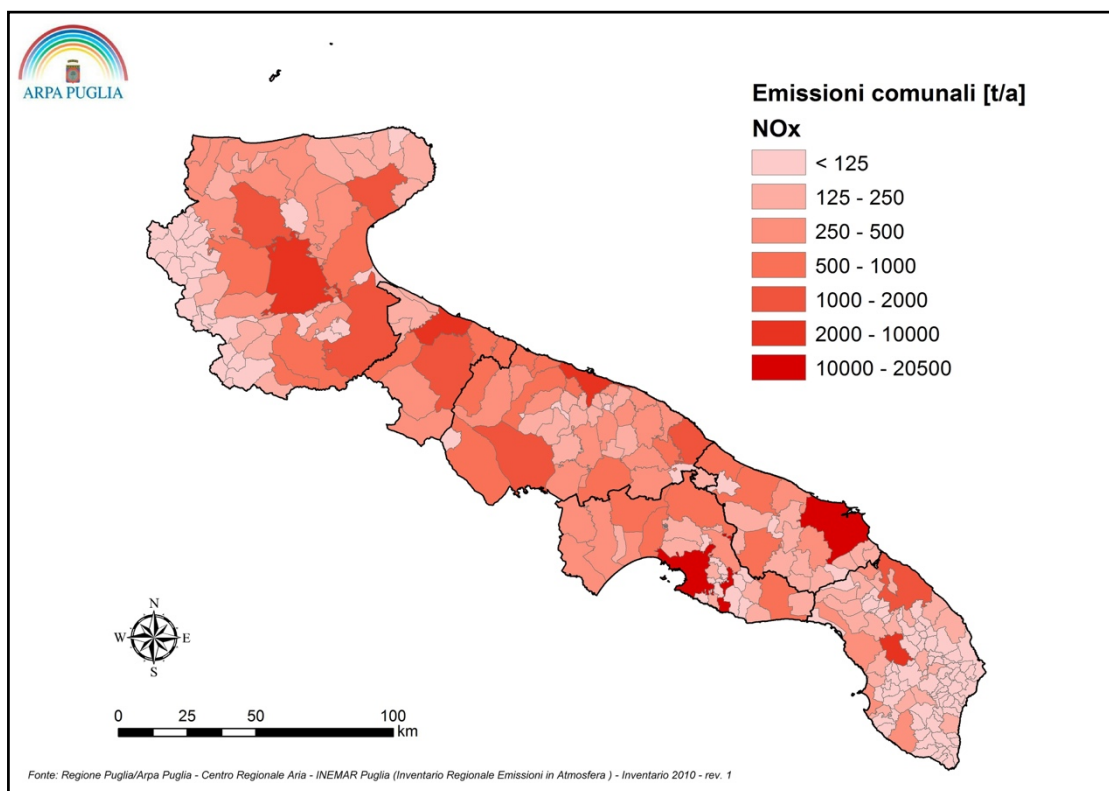 ARPA PUGLIA
Emissioni comunali [t/a]
NOx
< 125
125 - 250
250 - 500
500 - 1000
1000 - 2000
2000 - 10000
10000 - 20500
N
W E
S
0 25 50 100
km
Fonte: Regione Puglia/Arpa Puglia - Centro Regionale Aria - INEMAR Puglia (Inventario Regionale Emissioni in Atmosfera ) - Inventario 2010 - rev. 1